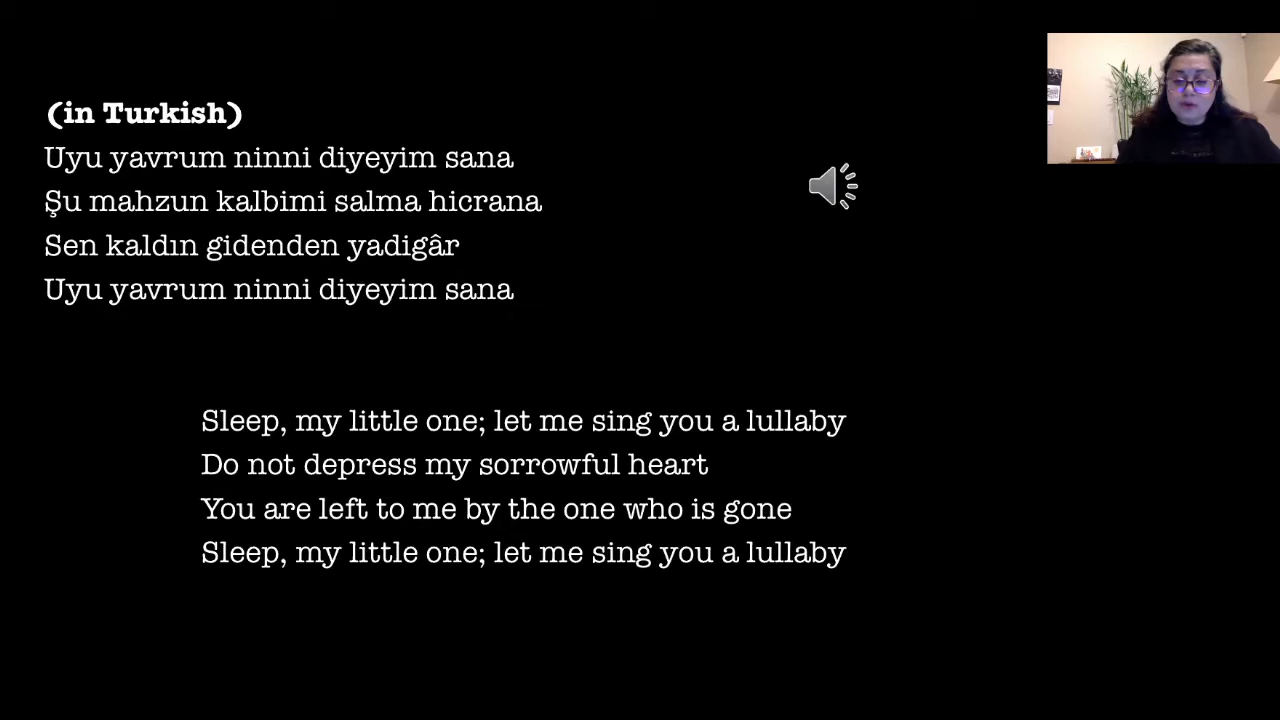 (in Turkish)
Uyu yavrum ninni diyeyim sana
Şu mahzun kalbimi salma hicrana
Sen kaldın gidenden yadigâr
Uyu yavrum ninni diyeyim sana
Sleep, my little one; let me sing you a lullaby
Do not depress my sorrowful heart
You are left to me by the one who is gone
Sleep, my little one; let me sing you a lullaby